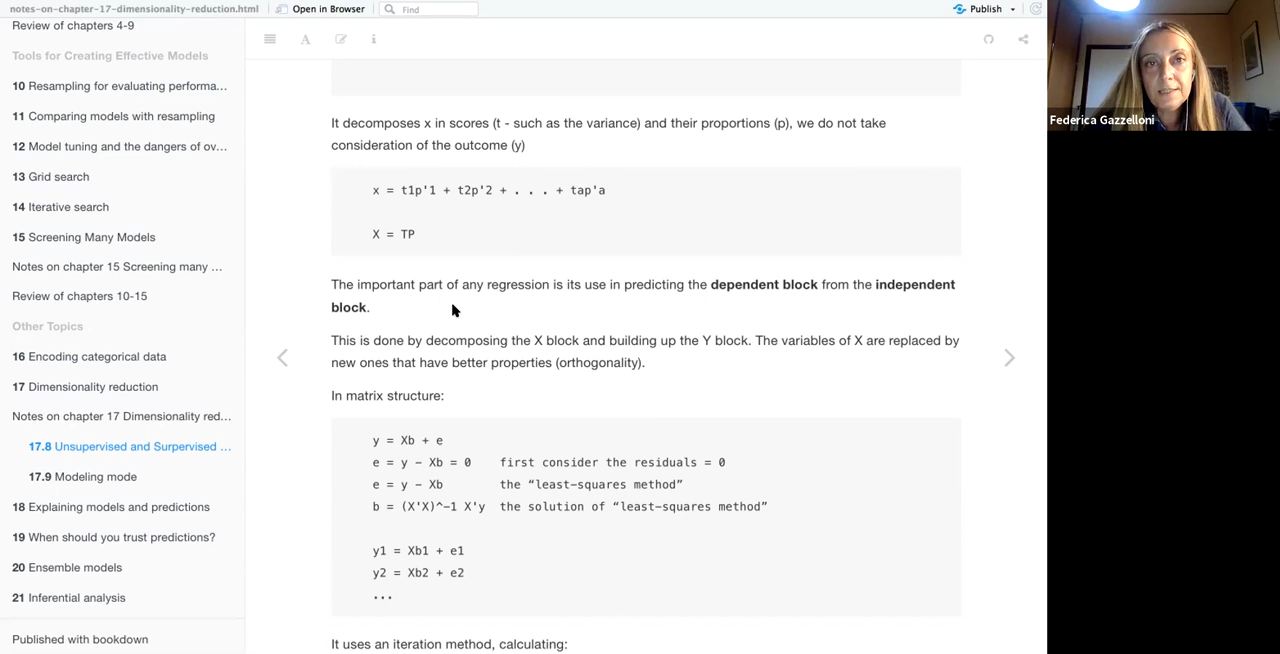 notes-on-chapter-17-dimensionality-reduction.html
Open in Browser
Find
Publish
Review of chapters 4-9
Tools for Creating Effective Models
10 Resampling for evaluating performa...
11 Comparing models with resampling
12 Model tuning and the dangers of ov...
13 Grid search
14 Iterative search
15 Screening Many Models
Notes on chapter 15 Screening many ...
Review of chapters 10-15
Other Topics
16 Encoding categorical data
17 Dimensionality reduction
Notes on chapter 17 Dimensionality red...
17.8 Unsupervised and Surpervised ...
17.9 Modeling mode
18 Explaining models and predictions
19 When should you trust predictions?
20 Ensemble models
21 Inferential analysis
Published with bookdown
A
It decomposes x in scores (t - such as the variance) and their proportions (p), we do not take
consideration of the outcome (y)
x = t1p'1 + t2p'2 + . . . + tap'a
X = TP
The important part of any regression is its use in predicting the dependent block from the independent
block.
This is done by decomposing the X block and building up the Y block. The variables of X are replaced by
new ones that have better properties (orthogonality).
In matrix structure:
y = Xb + e
e = y - Xb = 0 first consider the residuals = 0
e = y - Xb the “least-squares method”
b = (X'X)^-1 X'y the solution of “least-squares method”
y1 = Xb1 + e1
y2 = Xb2 + e2
...
It uses an iteration method, calculating:
Federica Gazzelloni